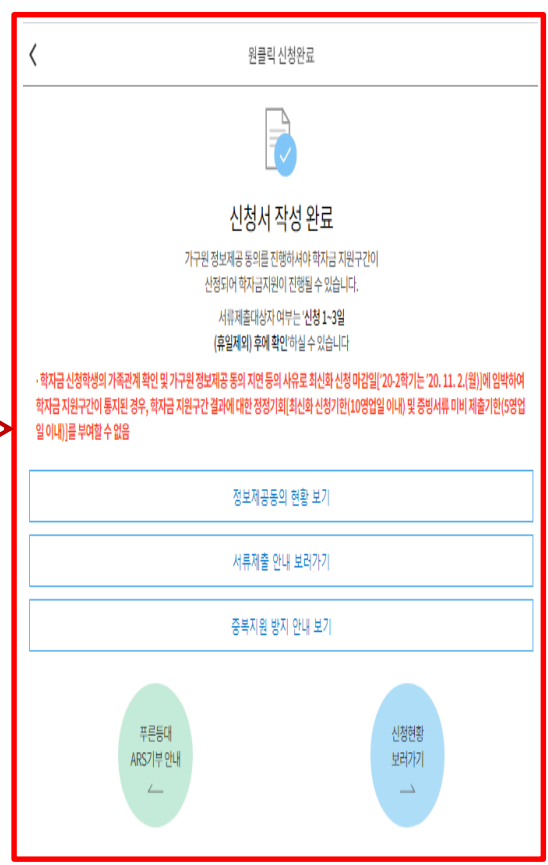 원클릭 신청완료
신청서 작성 완료
가구원 정보제공 동의를 진행하셔야 학자금 지원구간이
산정되어 학자금지원이 진행될 수 있습니다.
서류제출대상자 여부는 '신청 1~3일
(휴일제외) 후에 확인'하실 수 있습니다
· 학자금 신청학생의 가족관계 확인 및 가구원 정보제공 동의 지연 등의 사유로 최신화 신청 마감일['20-2학기는 '20. 11. 2.(월)]에 임박하여
학자금 지원구간이 통지된 경우, 학자금 지원구간 결과에 대한 정정기회[최신화 신청기한(10영업일 이내) 및 증빙서류 미비 제출기한(5영업
일 이내)]를 부여할 수 없음
정보제공동의 현황 보기
서류제출 안내 보러가기
중복지원 방지 안내 보기
푸른등대
ARS기부 안내
신청현황
보러가기